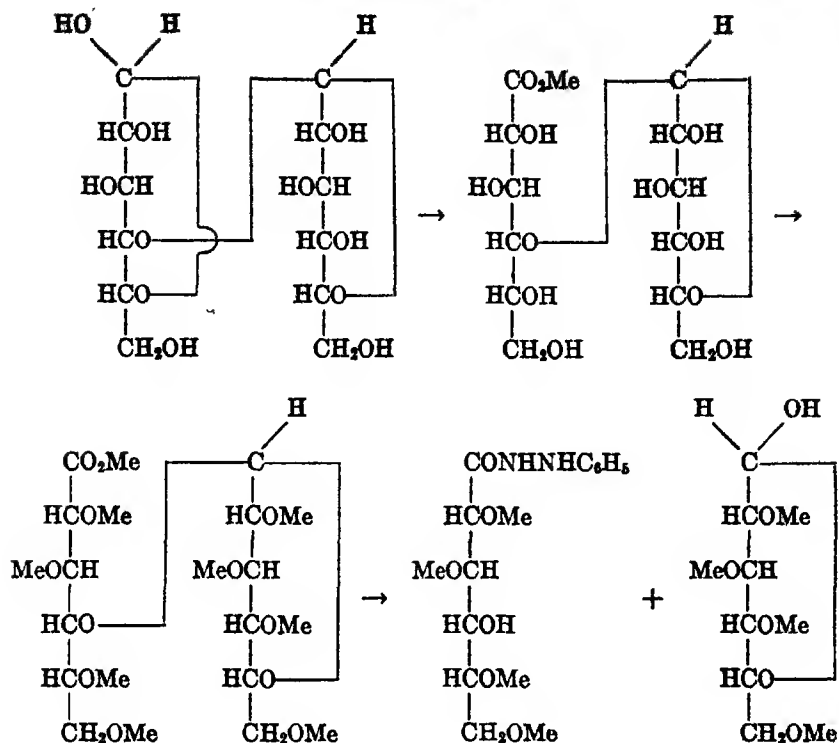 HO H H H
C C CO₂Me C
HCOH HCOH HCOH HCOH
HOCH HOCH HOCH HOCH
HCO HCOH → HCO HCOH →
HCO HCO HCOH HCO
CH₂OH CH₂OH CH₂OH CH₂OH
H H OH
CO₂Me C CONHNHC₆H₅ C
HCOMe HCOMe HCOMe HCOMe
MeOCH MeOCH MeOCH MeOCH
HCO HCOMe → HCOH + HCOMe
HCOMe HCO HCOMe HCO
CH₂OMe CH₂OMe CH₂OMe CH₂OMe